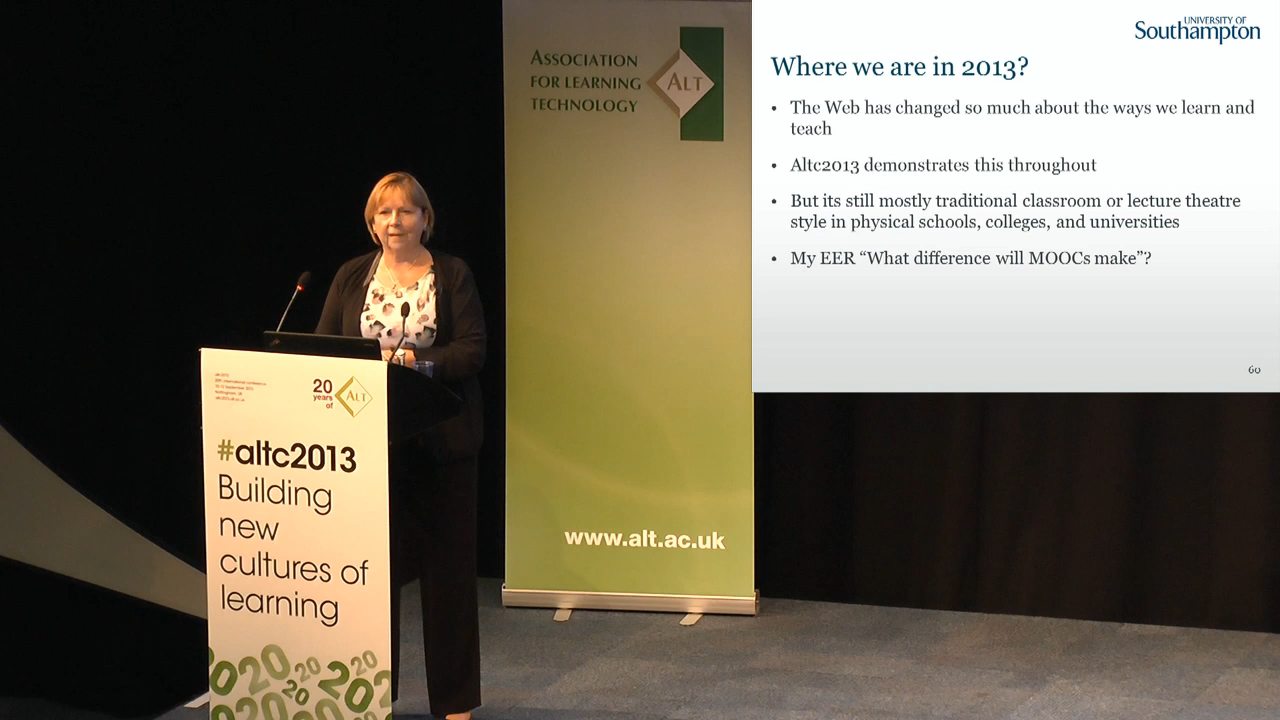 ASSOCIATION
FOR LEARNING
TECHNOLOGY
ALT
www.alt.ac.uk
20
years
of
ALT
#altc2013
Building
new
cultures of
learning
UNIVERSITY OF
Southampton
Where we are in 2013?
• The Web has changed so much about the ways we learn and
teach
• Altc2013 demonstrates this throughout
• But its still mostly traditional classroom or lecture theatre
style in physical schools, colleges, and universities
• My EER “What difference will MOOCs make”?
60